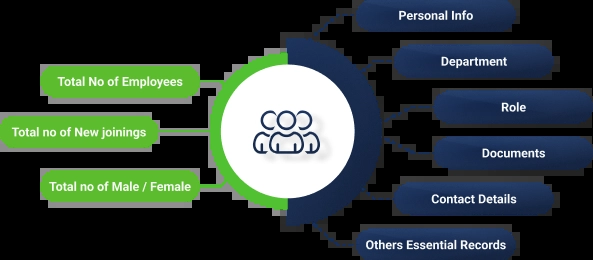 Total No of Employees
Total no of New joinings
Total no of Male / Female
Personal Info
Department
Role
Documents
Contact Details
Others Essential Records